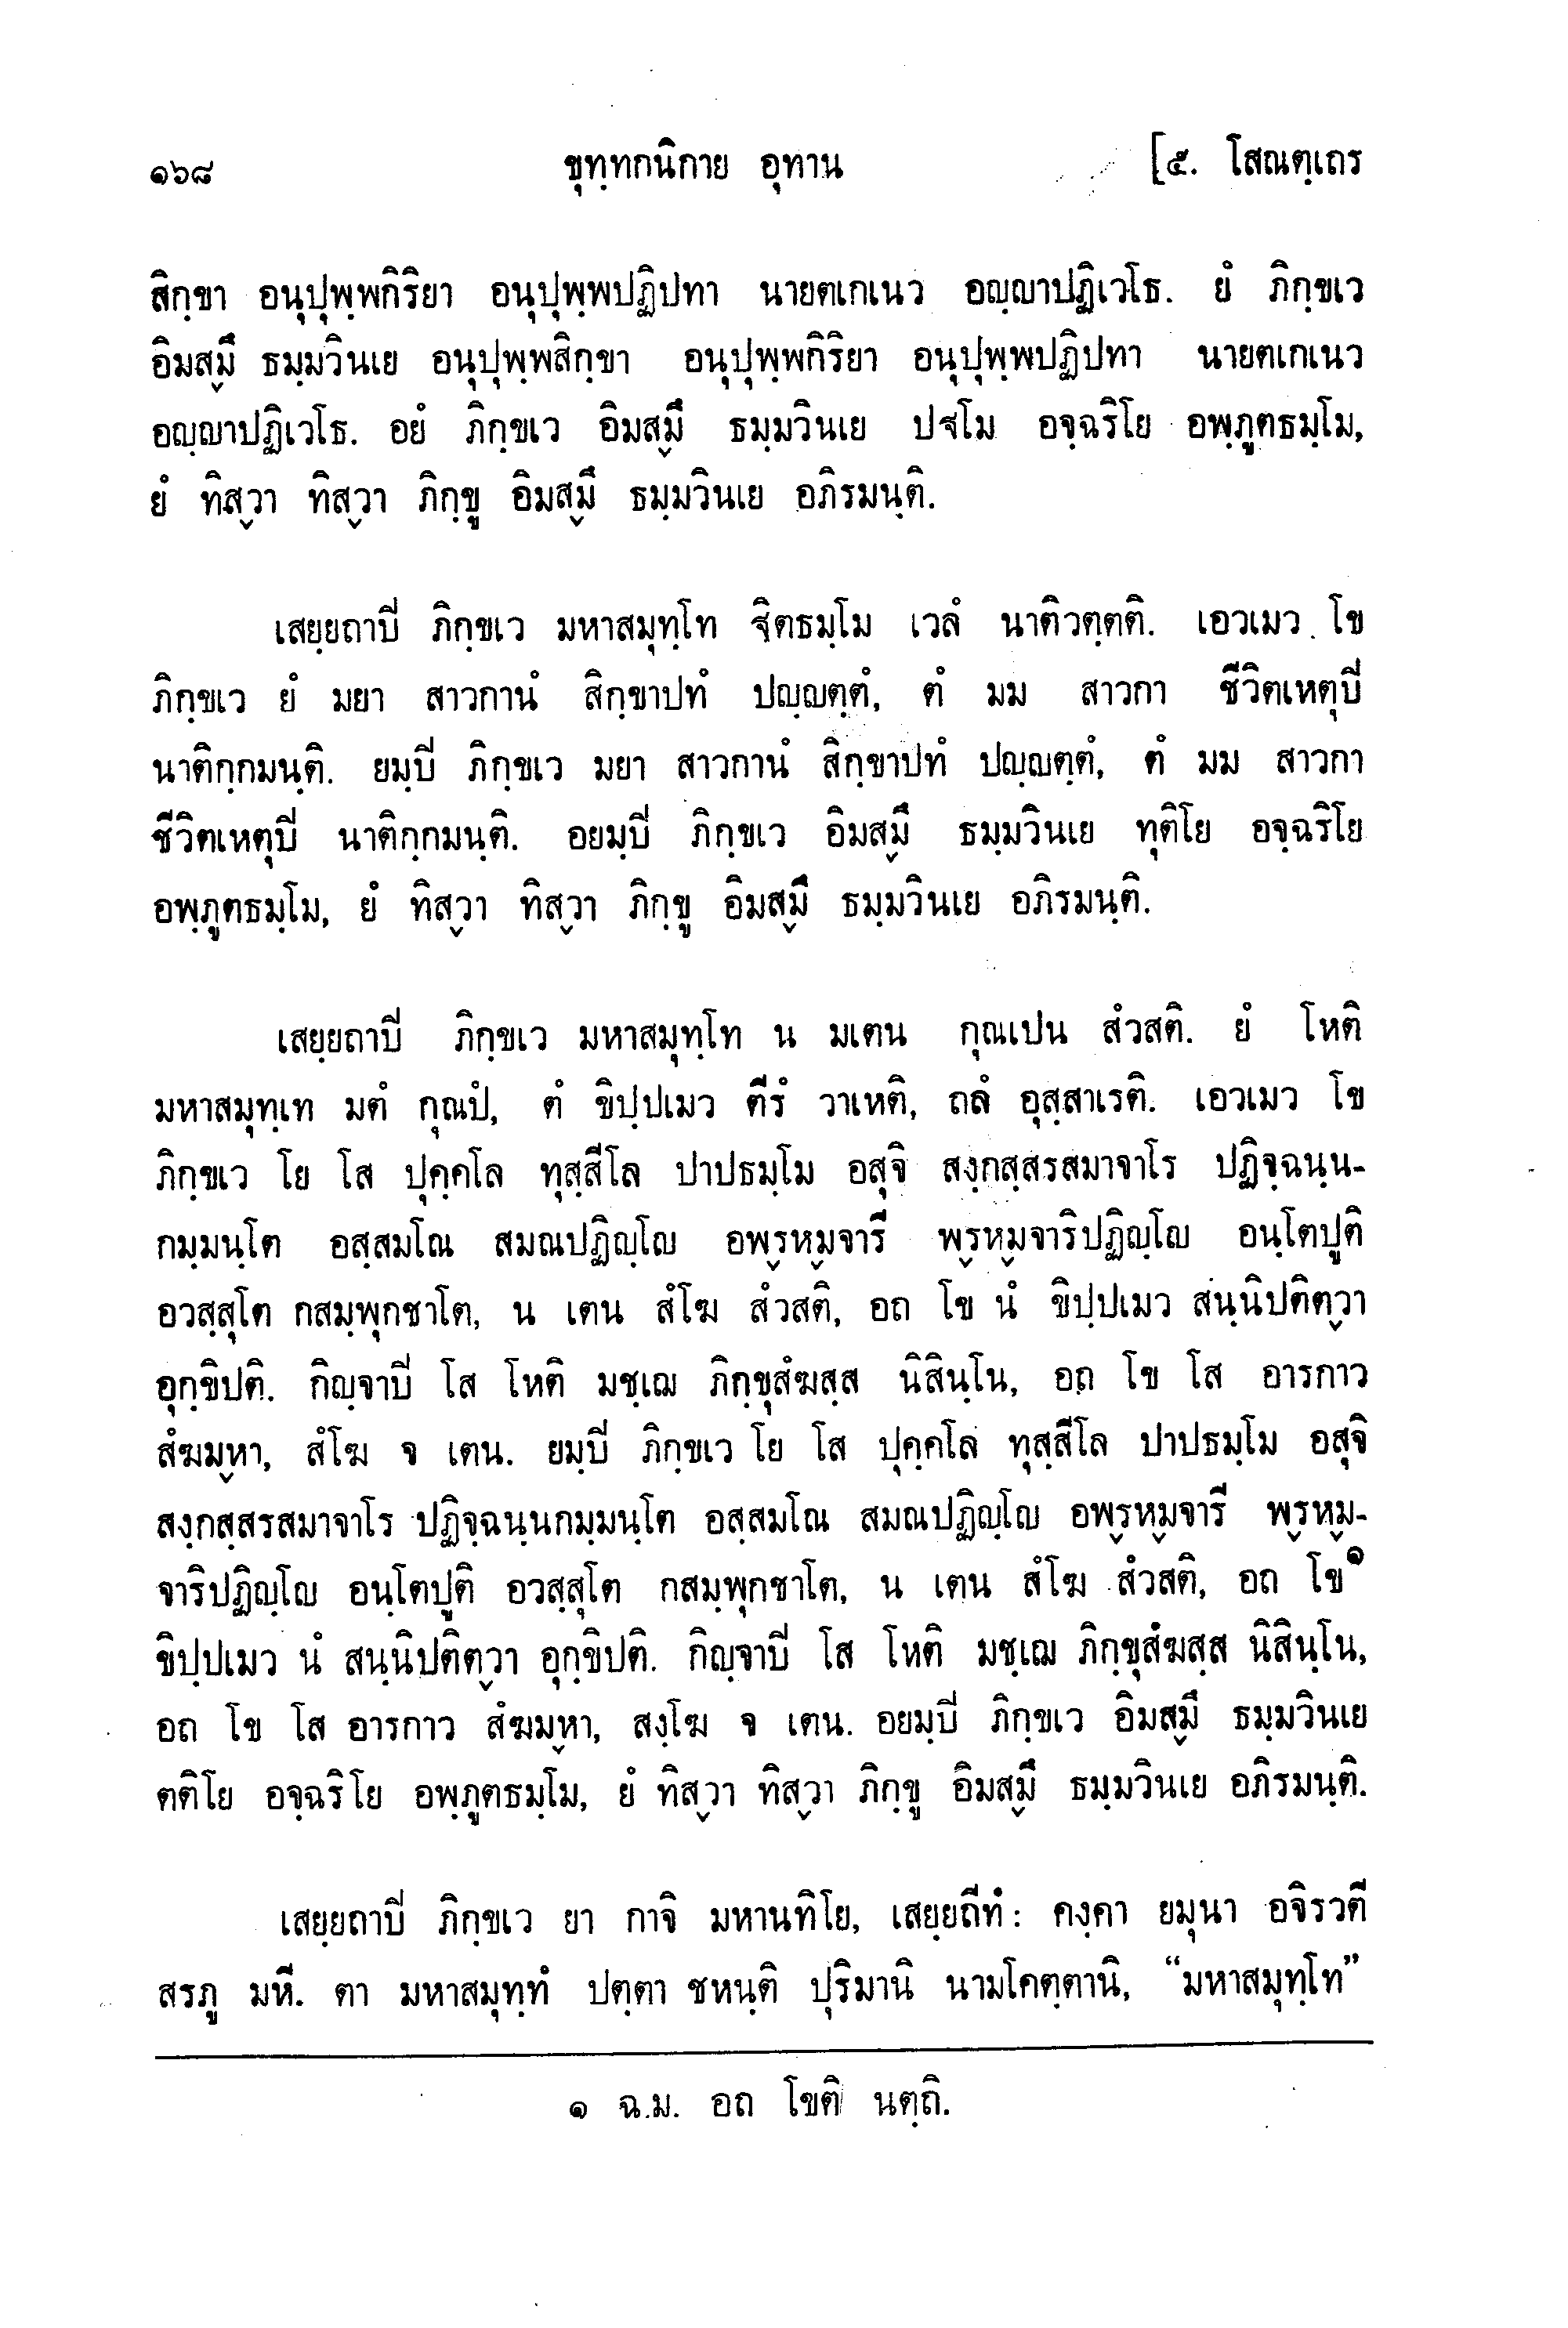 ๑๖๘ ขุทฺทกนิกาย อุทาน [๕. โสณตฺเถร
สิกฺขา อนุปุพฺพกิริยา อนุปุพฺพปฏิปทา นายตเกเนว อญฺญาปฏิเวโธ. ยํ ภิกฺขเว
อิมสฺมึ ธมฺมวินเย อนุปุพฺพสิกฺขา อนุปุพฺพกิริยา อนุปุพฺพปฏิปทา นายตเกเนว
อญฺญาปฏิเวโธ. อยํ ภิกฺขเว อิมสฺมึ ธมฺมวินเย ปฐโม อจฺฉริโย อพฺภูตธมฺโม,
ยํ ทิสฺวา ทิสฺวา ภิกฺขู อิมสฺมึ ธมฺมวินเย อภิรมนฺติ.
เสยฺยถาปี ภิกฺขเว มหาสมุทฺโท ฐิตธมฺโม เวลํ นาติวตฺตติ. เอวเมว โข
ภิกฺขเว ยํ มยา สาวกานํ สิกฺขาปทํ ปญฺญตฺตํ, ตํ มม สาวกา ชีวิตเหตุปี
นาติกฺกมนฺติ. ยมฺปี ภิกฺขเว มยา สาวกานํ สิกฺขาปทํ ปญฺญตฺตํ, ตํ มม สาวกา
ชีวิตเหตุปี นาติกฺกมนฺติ. อยมฺปี ภิกฺขเว อิมสฺมึ ธมฺมวินเย ทุติโย อจฺฉริโย
อพฺภูตธมฺโม, ยํ ทิสฺวา ทิสฺวา ภิกฺขู อิมสฺมึ ธมฺมวินเย อภิรมนฺติ.
เสยฺยถาปี ภิกฺขเว มหาสมุทฺโท น มเตน กุณเปน สํวสติ. ยํ โหติ
มหาสมุทฺเท มตํ กุณปํ, ตํ ขิปฺปเมว ตีรํ วาเหติ, ถลํ อุสฺสาเรติ. เอวเมว โข
ภิกฺขเว โย โส ปุคฺคโล ทุสฺสีโล ปาปธมฺโม อสุจิ สงฺกสฺสรสมาจาโร ปฏิจฺฉนฺน-
กมฺมนฺโต อสฺสมโณ สมณปฏิญฺโญ อพฺรหฺมจารี พฺรหฺมจาริปฏิญฺโญ อนฺโตปูติ
อวสฺสุโต กสมฺพุกชาโต, น เตน สํโฆ สํวสติ, อถ โข นํ ขิปฺปเมว สนฺนิปติตฺวา
อุกฺขิปติ. กิญฺจาปี โส โหติ มชฺเฌ ภิกฺขุสํฆสฺส นิสินฺโน, อถ โข โส อารกาว
สํฆมฺหา, สํโฆ จ เตน. ยมฺปี ภิกฺขเว โย โส ปุคฺคโล ทุสฺสีโล ปาปธมฺโม อสุจิ
สงฺกสฺสรสมาจาโร ปฏิจฺฉนฺนกมฺมนฺโต อสฺสมโณ สมณปฏิญฺโญ อพฺรหฺมจารี พฺรหฺม-
จาริปฏิญฺโญ อนฺโตปูติ อวสฺสุโต กสมฺพุกชาโต, น เตน สํโฆ สํวสติ, อถ โข๑
ขิปฺปเมว นํ สนฺนิปติตฺวา อุกฺขิปติ. กิญฺจาปี โส โหติ มชฺเฌ ภิกฺขุสํฆสฺส นิสินฺโน,
อถ โข โส อารกาว สํฆมฺหา, สงฺโฆ จ เตน. อยมฺปี ภิกฺขเว อิมสฺมึ ธมฺมวินเย
ตติโย อจฺฉริโย อพฺภูตธมฺโม, ยํ ทิสฺวา ทิสฺวา ภิกฺขู อิมสฺมึ ธมฺมวินเย อภิรมนฺติ.
เสยฺยถาปี ภิกฺขเว ยา กาจิ มหานทิโย, เสยฺยถีทํ: คงฺคา ยมุนา อจิรวตี
สรภู มหี. ตา มหาสมุทฺทํ ปตฺตา ชหนฺติ ปุริมานิ นามโคตฺตานิ, “มหาสมุทฺโท”
๑ ฉ.ม. อถ โขติ นตฺถิ.